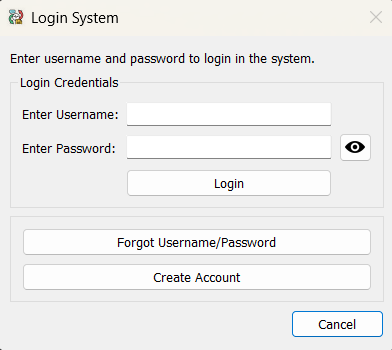 Login System
Enter username and password to login in the system.
Login Credentials
Enter Username:
Enter Password:
Login
Forgot Username/Password
Create Account
Cancel